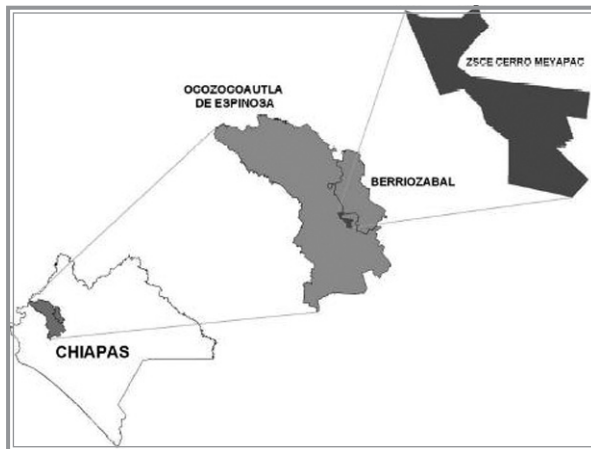 ZSCE CERRO MEYAPAC
OCOZOCOAUTLA
DE ESPINOSA
BERRIOZABAL
CHIAPAS